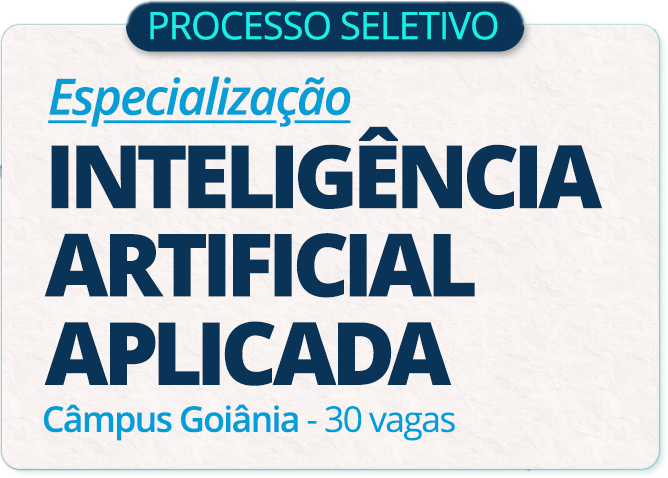 PROCESSO SELETIVO
Especialização
INTELIGÊNCIA
ARTIFICIAL
APLICADA
Câmpus Goiânia - 30 vagas